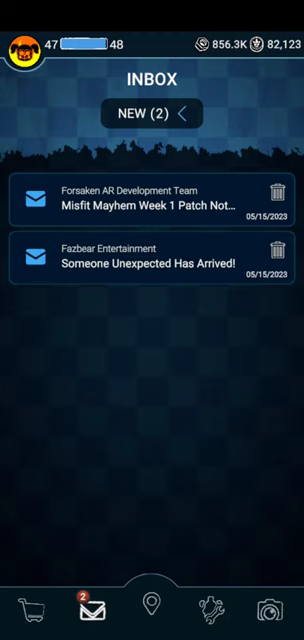 47 48 856.3K 82,123
INBOX
NEW (2)
Forsaken AR Development Team
Misfit Mayhem Week 1 Patch Not...
05/15/2023
Fazbear Entertainment
Someone Unexpected Has Arrived!
05/15/2023
2